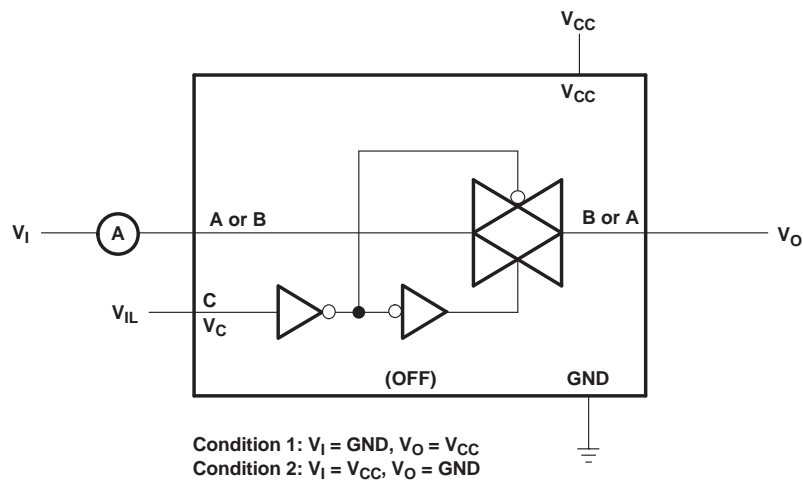 VCC
VCC
VI
A
A or B
B or A
VO
VIL
C
VC
(OFF)
GND
Condition 1: VI = GND, VO = VCC
Condition 2: VI = VCC, VO = GND